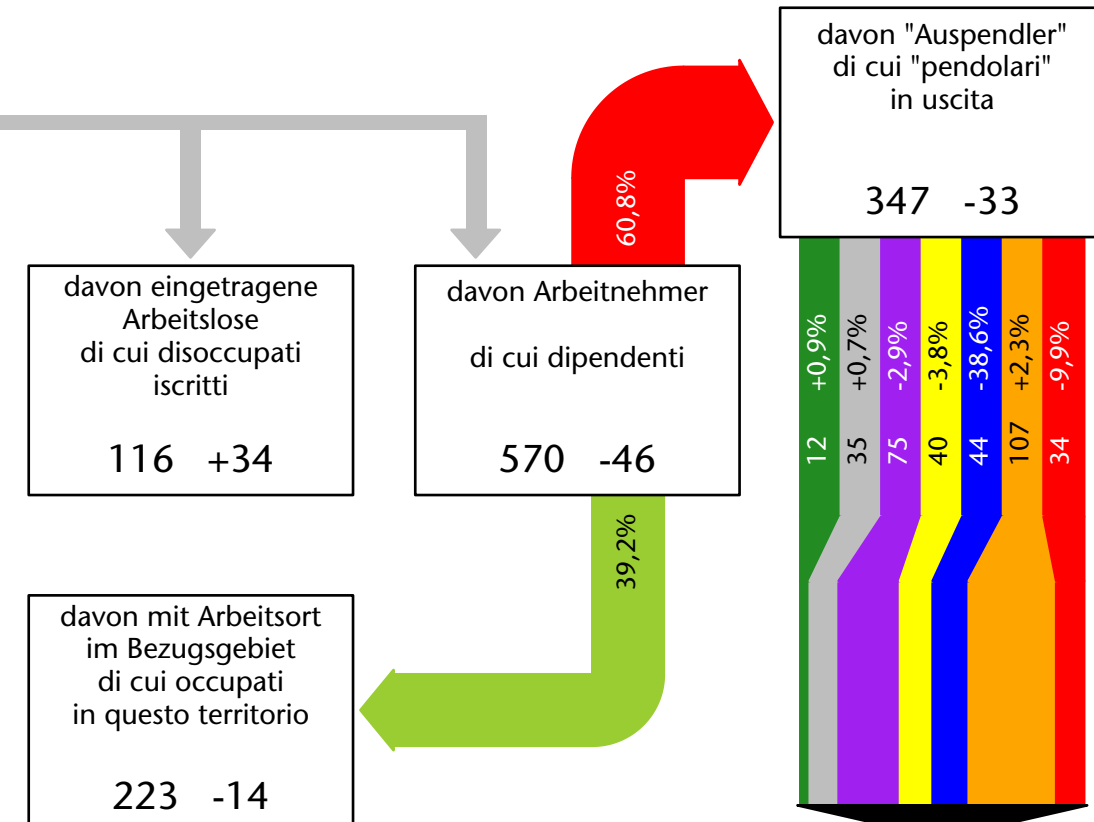 davon "Auspendler"
di cui "pendolari"
in uscita
347 -33
60,8%
davon eingetragene
Arbeitslose
di cui disoccupati
iscritti
116 +34
davon Arbeitnehmer
di cui dipendenti
570 -46
12 +0,9%
35 +0,7%
75 -2,9%
40 -3,8%
44 -38,6%
107 +2,3%
34 -9,9%
39,2%
davon mit Arbeitsort
im Bezugsgebiet
di cui occupati
in questo territorio
223 -14